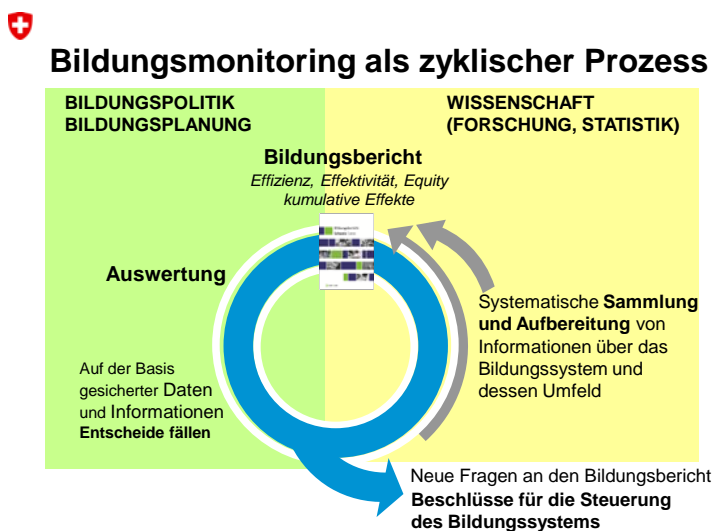 Bildungsmonitoring als zyklischer Prozess
BILDUNGSPOLITIK
BILDUNGSPLANUNG
WISSENSCHAFT
(FORSCHUNG, STATISTIK)
Bildungsbericht
Effizienz, Effektivität, Equity
kumulative Effekte
Auswertung
Systematische Sammlung
und Aufbereitung von
Informationen über das
Bildungssystem und
dessen Umfeld
Auf der Basis
gesicherter Daten
und Informationen
Entscheide fällen
Neue Fragen an den Bildungsbericht
Beschlüsse für die Steuerung
des Bildungssystems